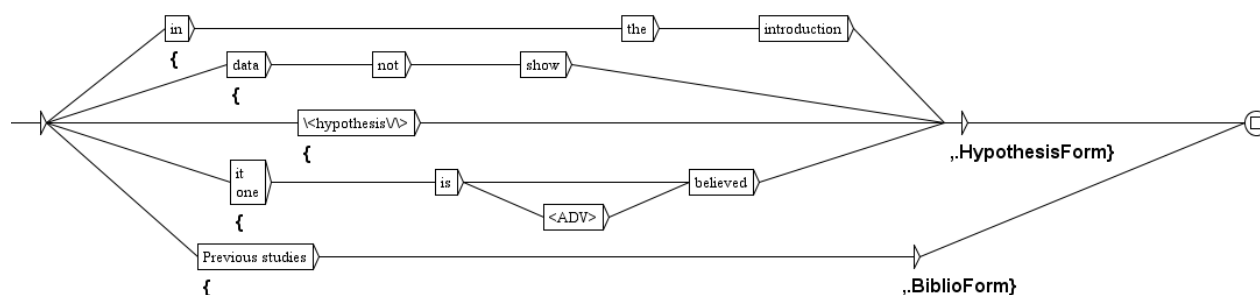 in the introduction
{
data not show
{
\<hypothesis\/\>
{
,.HypothesisForm}
it
one
is believed
<ADV>
{
Previous studies
{
,.BiblioForm}